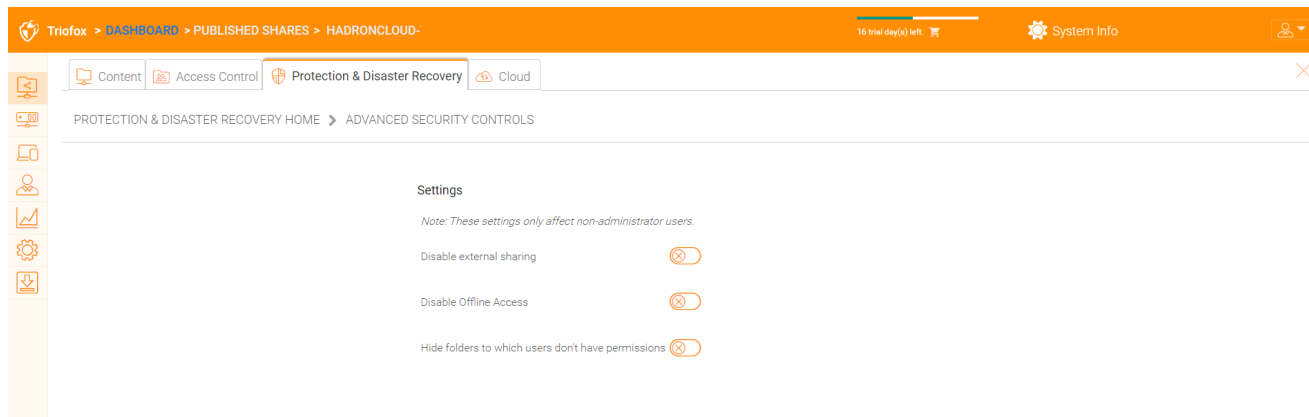 Triofox > DASHBOARD > PUBLISHED SHARES > HADRONCLOUD-
16 trial day(s) left.
System Info
Content Access Control Protection & Disaster Recovery Cloud
PROTECTION & DISASTER RECOVERY HOME > ADVANCED SECURITY CONTROLS
Settings
Note: These settings only affect non-administrator users.
Disable external sharing
Disable Offline Access
Hide folders to which users don't have permissions